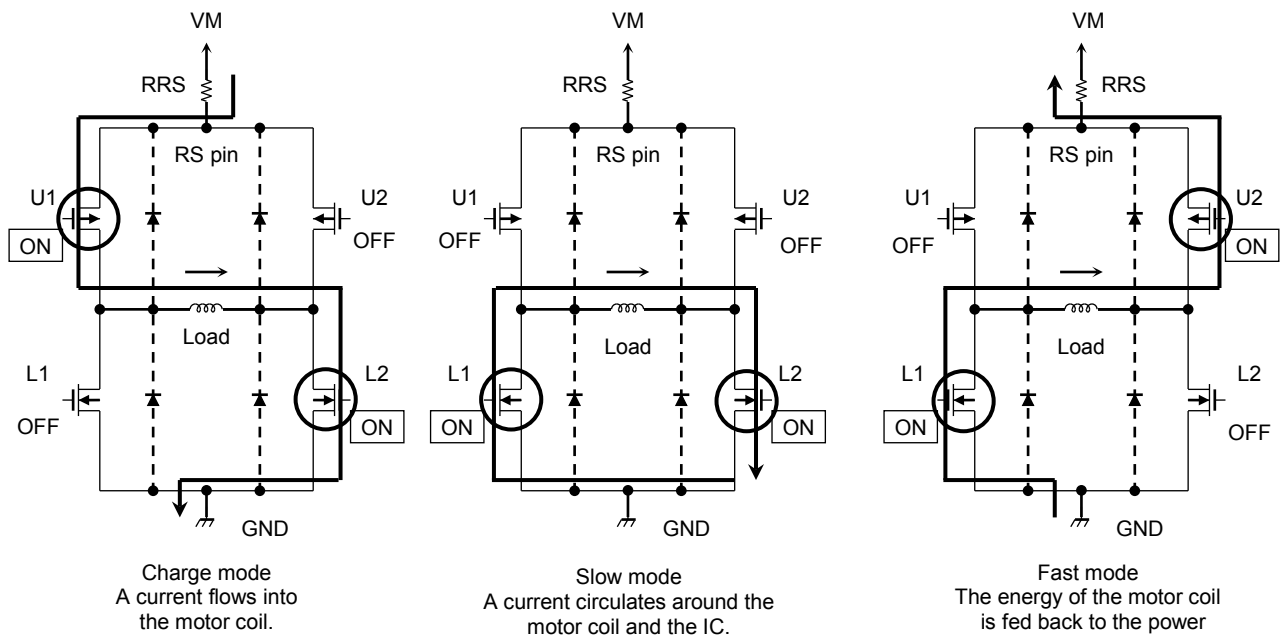 VM
RRS
RS pin
U1
U2
ON
OFF
Load
L1
L2
OFF
ON
GND
Charge mode
A current flows into
the motor coil.
VM
RRS
RS pin
U1
U2
OFF
OFF
Load
L1
L2
ON
ON
GND
Slow mode
A current circulates around the
motor coil and the IC.
VM
RRS
RS pin
U1
U2
OFF
ON
Load
L1
L2
ON
OFF
GND
Fast mode
The energy of the motor coil
is fed back to the power